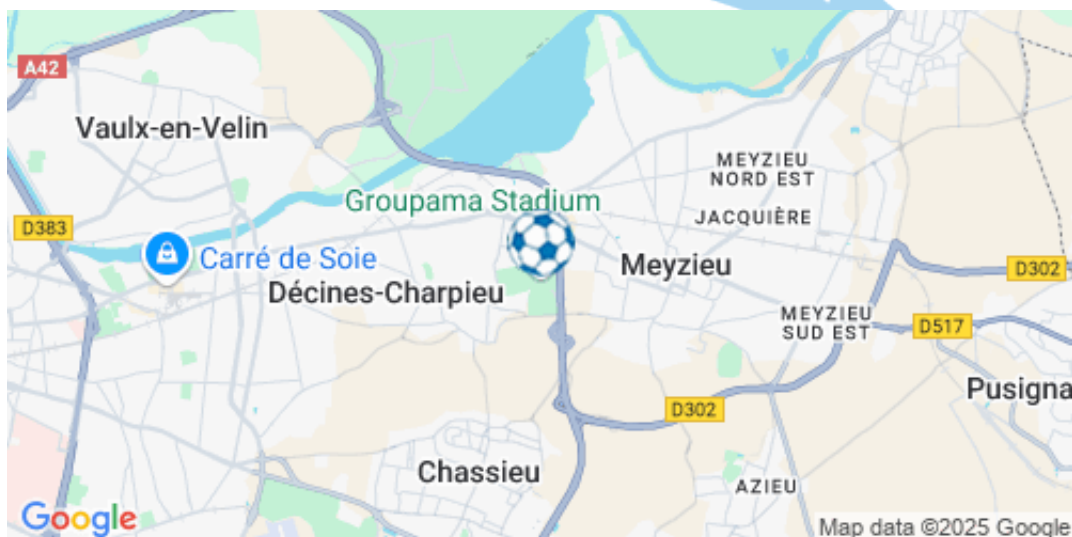 A42
Vaulx-en-Velin
MEYZIEU
NORD EST
Groupama Stadium
JACQUIÈRE
D383
Carré de Soie
Meyzieu
D302
Décines-Charpieu
MEYZIEU
SUD EST
D517
Pusigna
D302
Chassieu
AZIEU
Google
Map data ©2025 Google